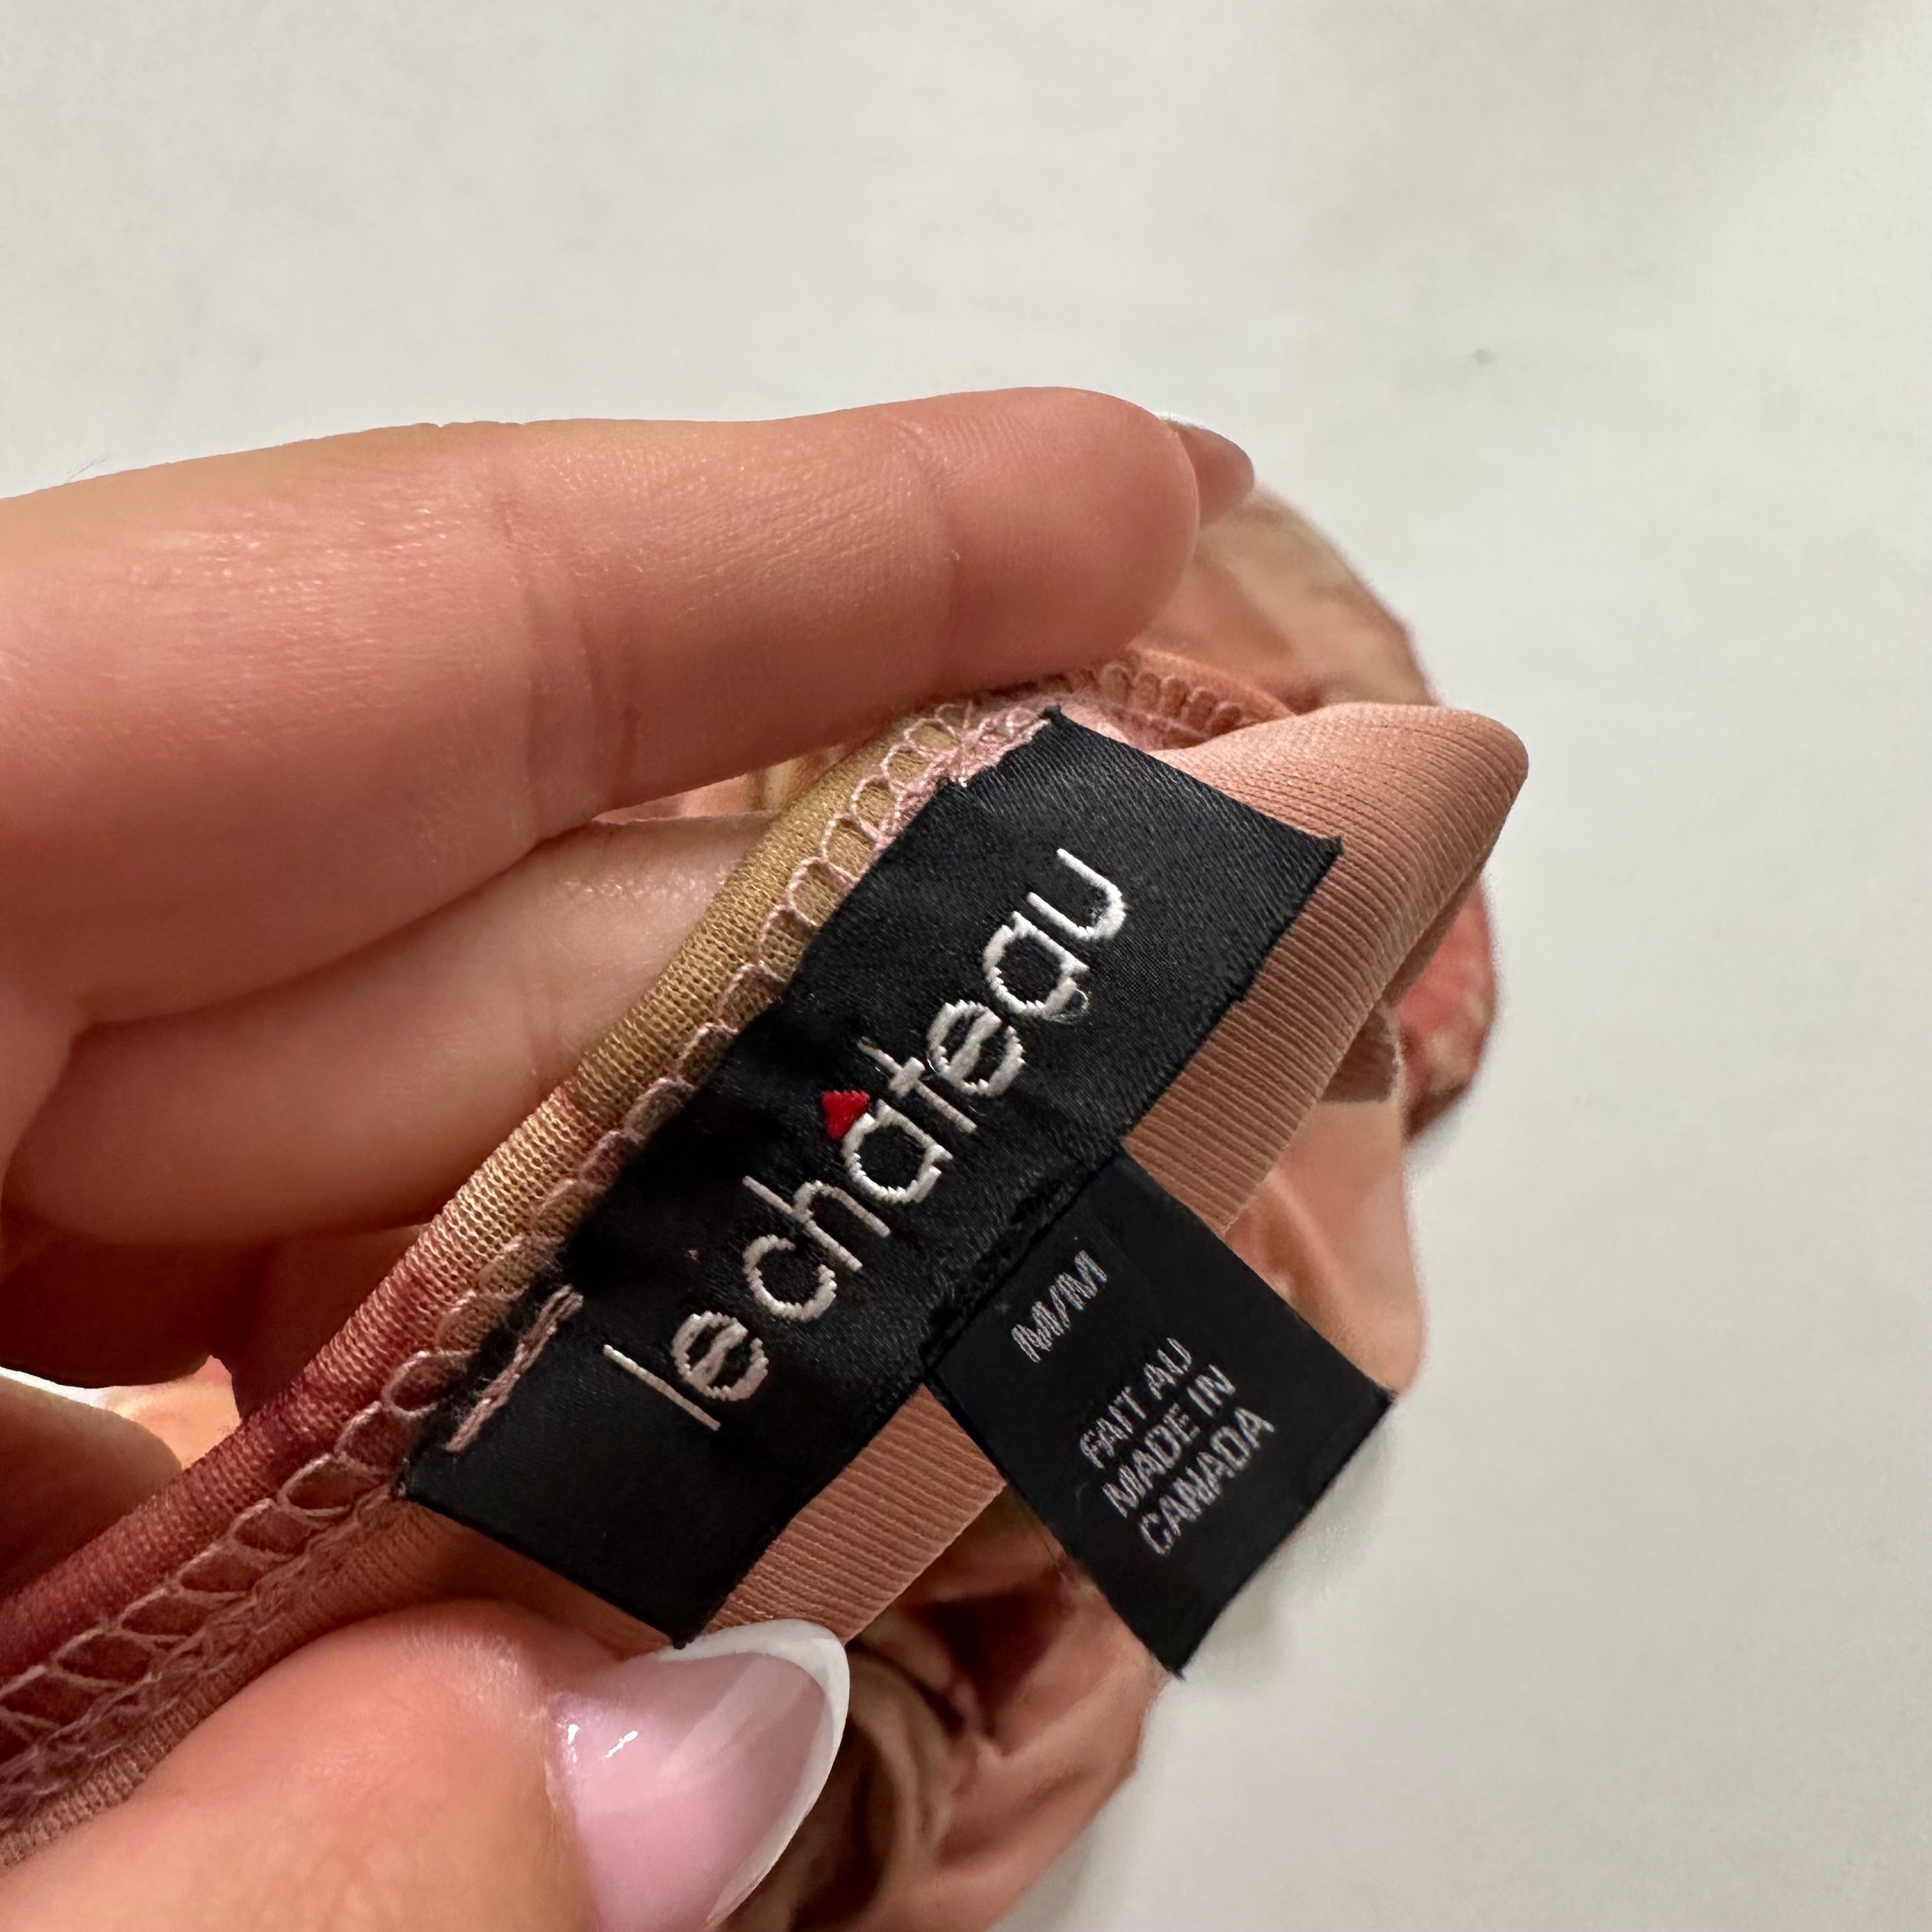 le château
M/M
FAIT AU
MADE IN
CANADA